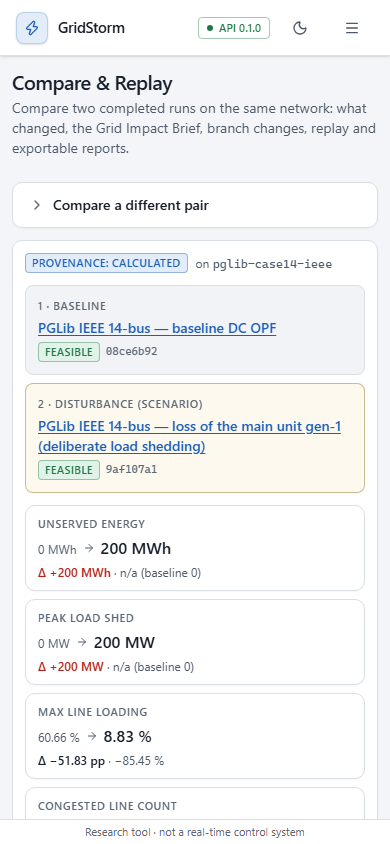 GridStorm
API 0.1.0
Compare & Replay
Compare two completed runs on the same network: what
changed, the Grid Impact Brief, branch changes, replay and
exportable reports.
Compare a different pair
PROVENANCE: CALCULATED on pglib-case14-ieee
1 · BASELINE
PGLib IEEE 14-bus — baseline DC OPF
FEASIBLE 08ce6b92
2 · DISTURBANCE (SCENARIO)
PGLib IEEE 14-bus — loss of the main unit gen-1
(deliberate load shedding)
FEASIBLE 9af107a1
UNSERVED ENERGY
0 MWh → 200 MWh
Δ +200 MWh · n/a (baseline 0)
PEAK LOAD SHED
0 MW → 200 MW
Δ +200 MW · n/a (baseline 0)
MAX LINE LOADING
60.66 % → 8.83 %
Δ −51.83 pp · −85.45 %
CONGESTED LINE COUNT
Research tool · not a real-time control system